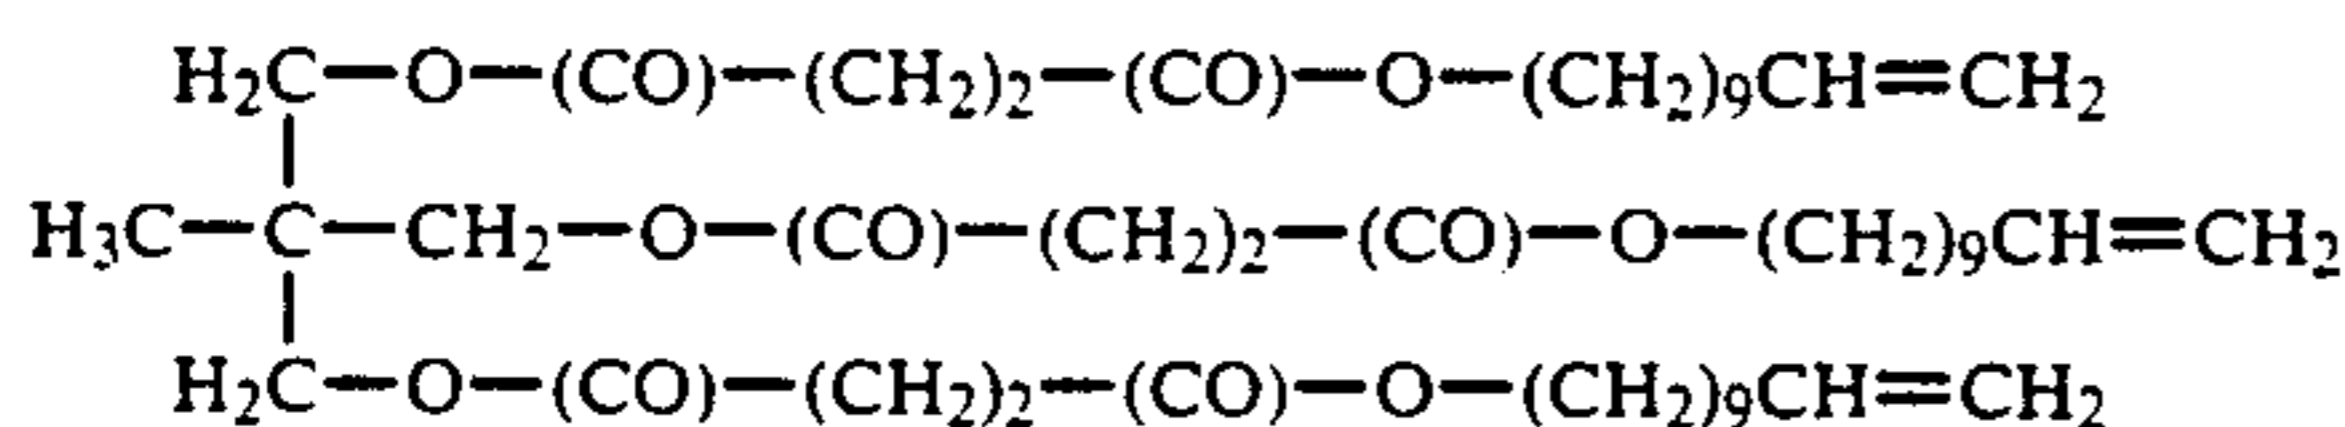 H₂C—O—(CO)—(CH₂)₂—(CO)—O—(CH₂)₉CH=CH₂
H₃C—C—CH₂—O—(CO)—(CH₂)₂—(CO)—O—(CH₂)₉CH=CH₂
H₂C—O—(CO)—(CH₂)₂—(CO)—O—(CH₂)₉CH=CH₂